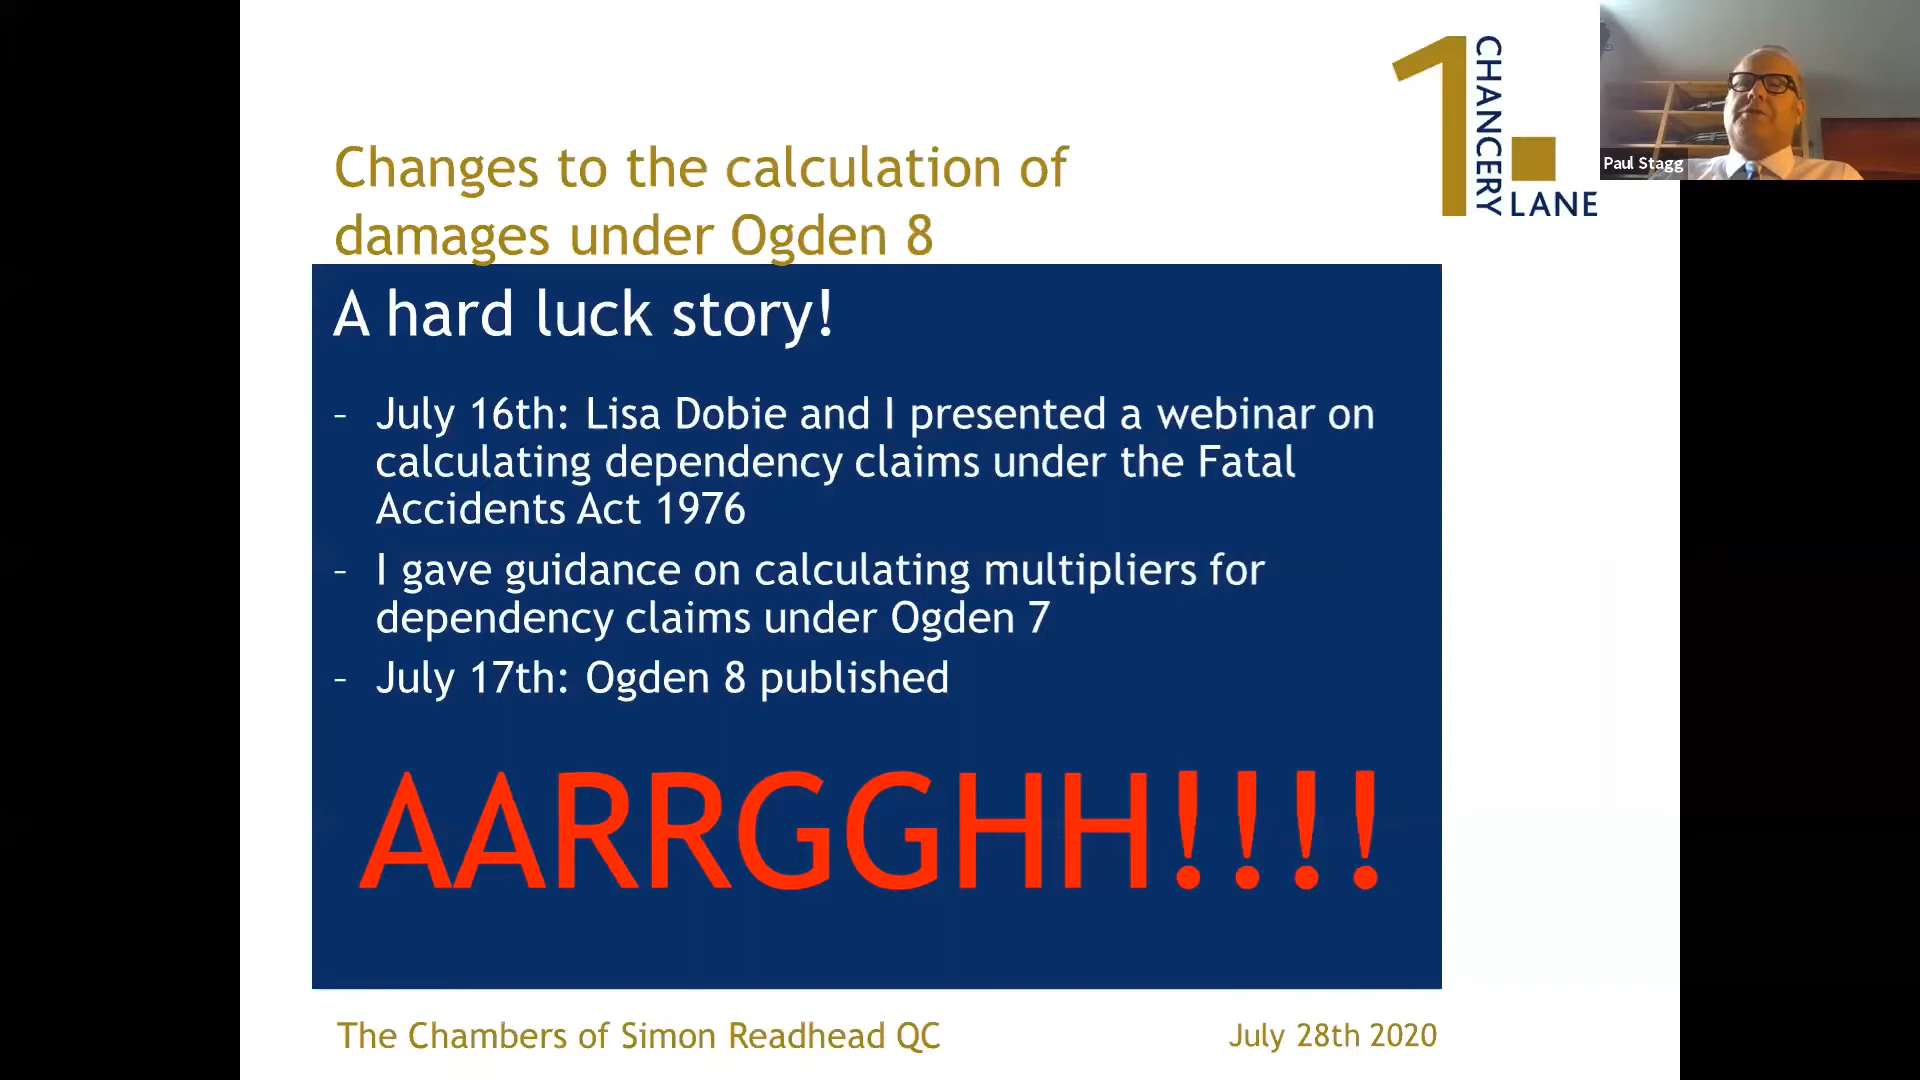 1 CHANCERY LANE
Paul Stagg
Changes to the calculation of
damages under Ogden 8
A hard luck story!
– July 16th: Lisa Dobie and I presented a webinar on
calculating dependency claims under the Fatal
Accidents Act 1976
– I gave guidance on calculating multipliers for
dependency claims under Ogden 7
– July 17th: Ogden 8 published
AARRGGHH!!!!
The Chambers of Simon Readhead QC
July 28th 2020